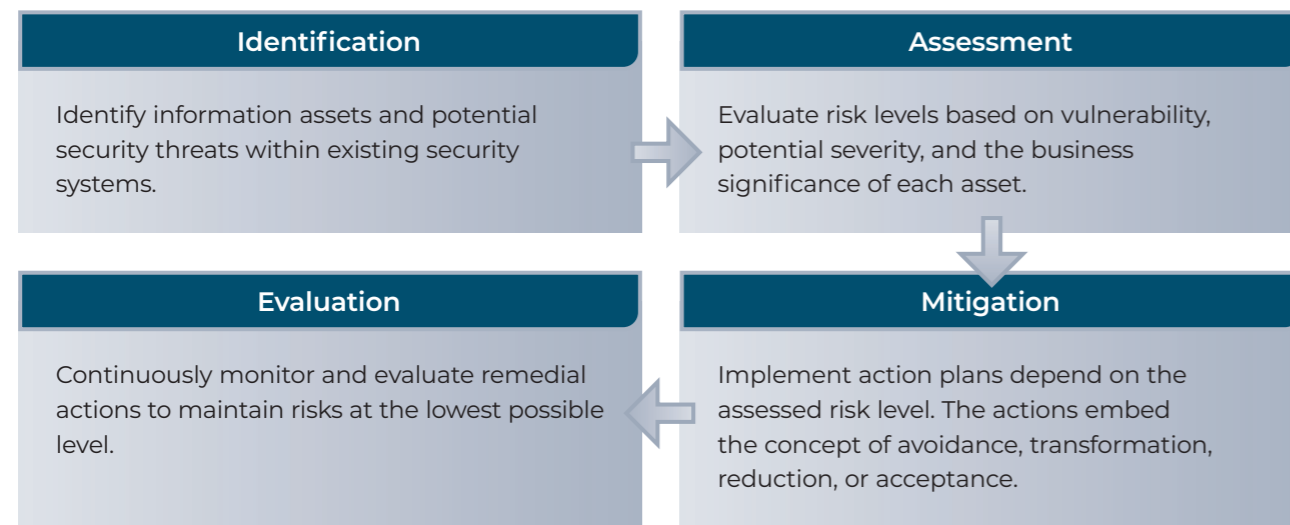 Identification
Identify information assets and potential
security threats within existing security
systems.
Assessment
Evaluate risk levels based on vulnerability,
potential severity, and the business
significance of each asset.
Mitigation
Implement action plans depend on the
assessed risk level. The actions embed
the concept of avoidance, transformation,
reduction, or acceptance.
Evaluation
Continuously monitor and evaluate remedial
actions to maintain risks at the lowest possible
level.